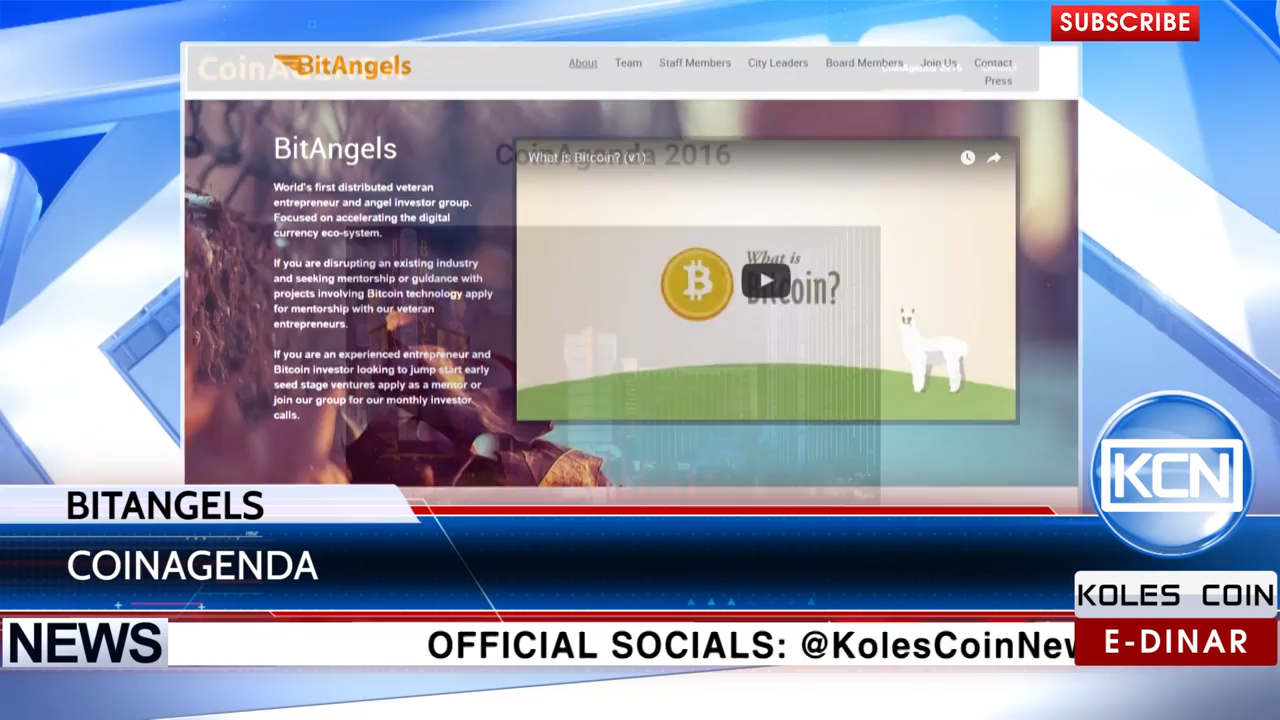 SUBSCRIBE
CoinA
BitAngels
About Team Staff Members City Leaders Board Members Join Us Contact
Press
CoinAgenda 2016
BitAngels
What is Bitcoin? (v1)
World's first distributed veteran
entrepreneur and angel investor group.
Focused on accelerating the digital
currency eco-system.
If you are disrupting an existing industry
and seeking mentorship or guidance with
projects involving Bitcoin technology apply
for mentorship with our veteran
entrepreneurs.
If you are an experienced entrepreneur and
Bitcoin investor looking to jump start early
seed stage ventures apply as a mentor or
join our group for our monthly investor
calls.
What is
Bitcoin?
KCN
BITANGELS
COINAGENDA
KOLES COIN
NEWS
OFFICIAL SOCIALS: @KolesCoinNew
E-DINAR